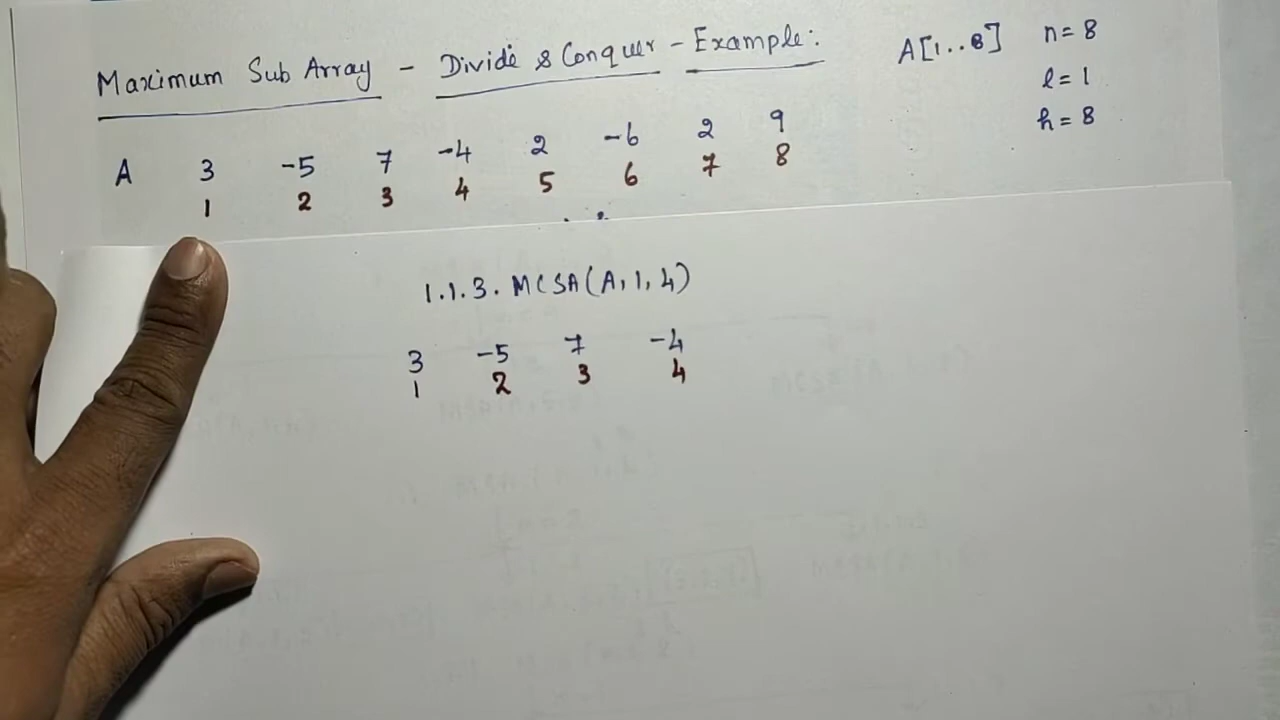 Maximum Sub Array - Divide & Conquer - Example:
A[1..8] n=8
l=1
h=8
A 3 -5 7 -4 2 -6 2 9
1 2 3 4 5 6 7 8
1.1.3. MCSA(A,1,4)
3 -5 7 -4
1 2 3 4